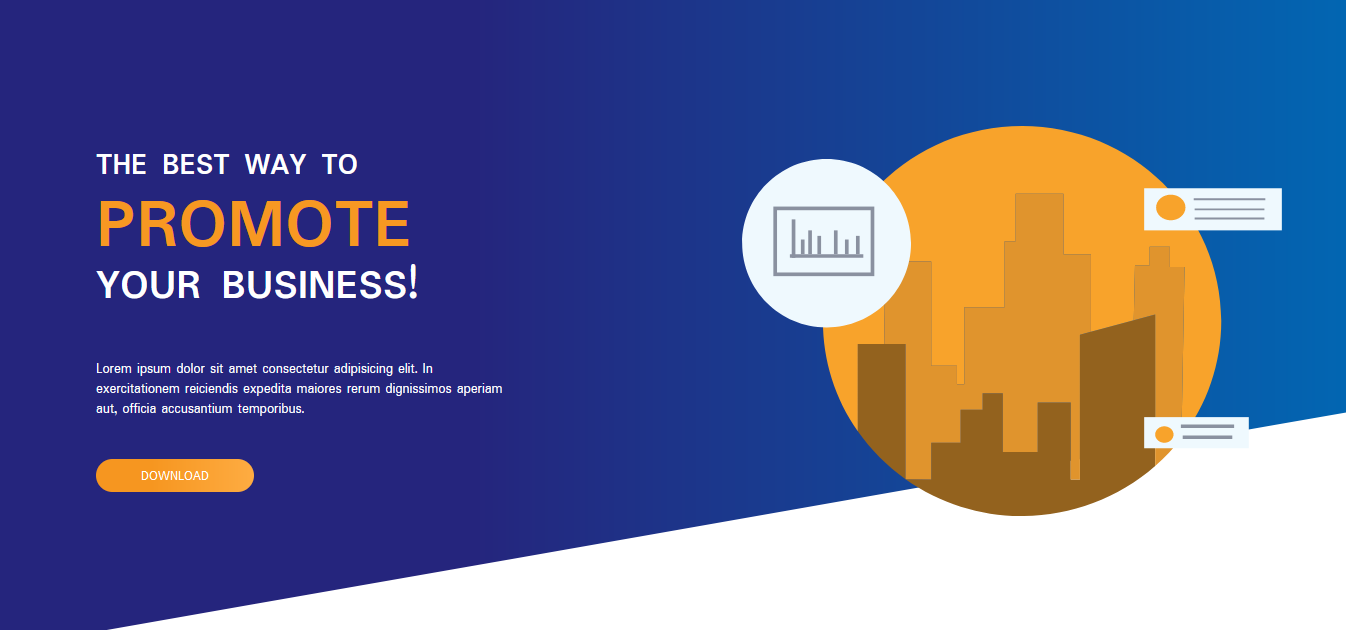 THE BEST WAY TO
PROMOTE
YOUR BUSINESS!
Lorem ipsum dolor sit amet consectetur adipisicing elit. In
exercitationem reiciendis expedita maiores rerum dignissimos aperiam
aut, officia accusantium temporibus.
DOWNLOAD